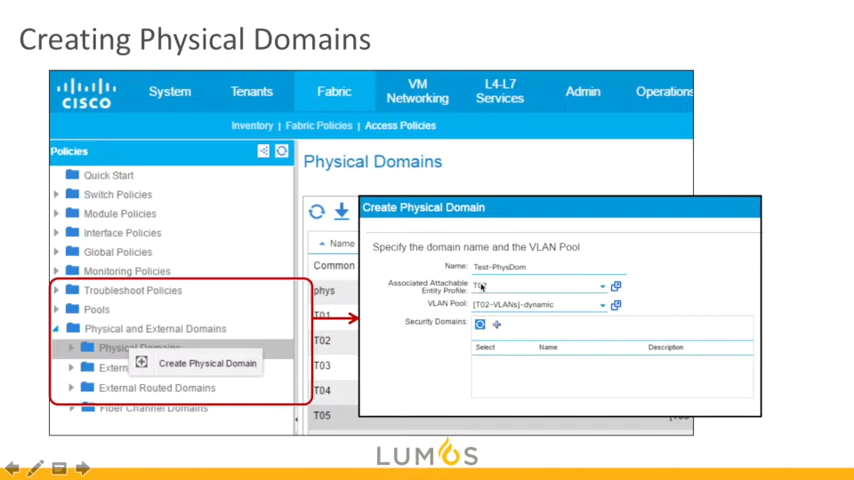 Creating Physical Domains
CISCO
System
Tenants
Fabric
VM Networking
L4-L7 Services
Admin
Operations
Inventory | Fabric Policies | Access Policies
Policies
Quick Start
Switch Policies
Module Policies
Interface Policies
Global Policies
Monitoring Policies
Troubleshoot Policies
Pools
Physical and External Domains
Physical Domains
Create Physical Domain
Extern
External Routed Domains
Fiber Channel Domains
Physical Domains
Name
Common
phys
T01
T02
T03
T04
T05
Create Physical Domain
Specify the domain name and the VLAN Pool
Name: Test-PhysDom
Associated Attachable Entity Profile: T02
VLAN Pool: [T02-VLANs]-dynamic
Security Domains:
Select Name Description
LUMOS